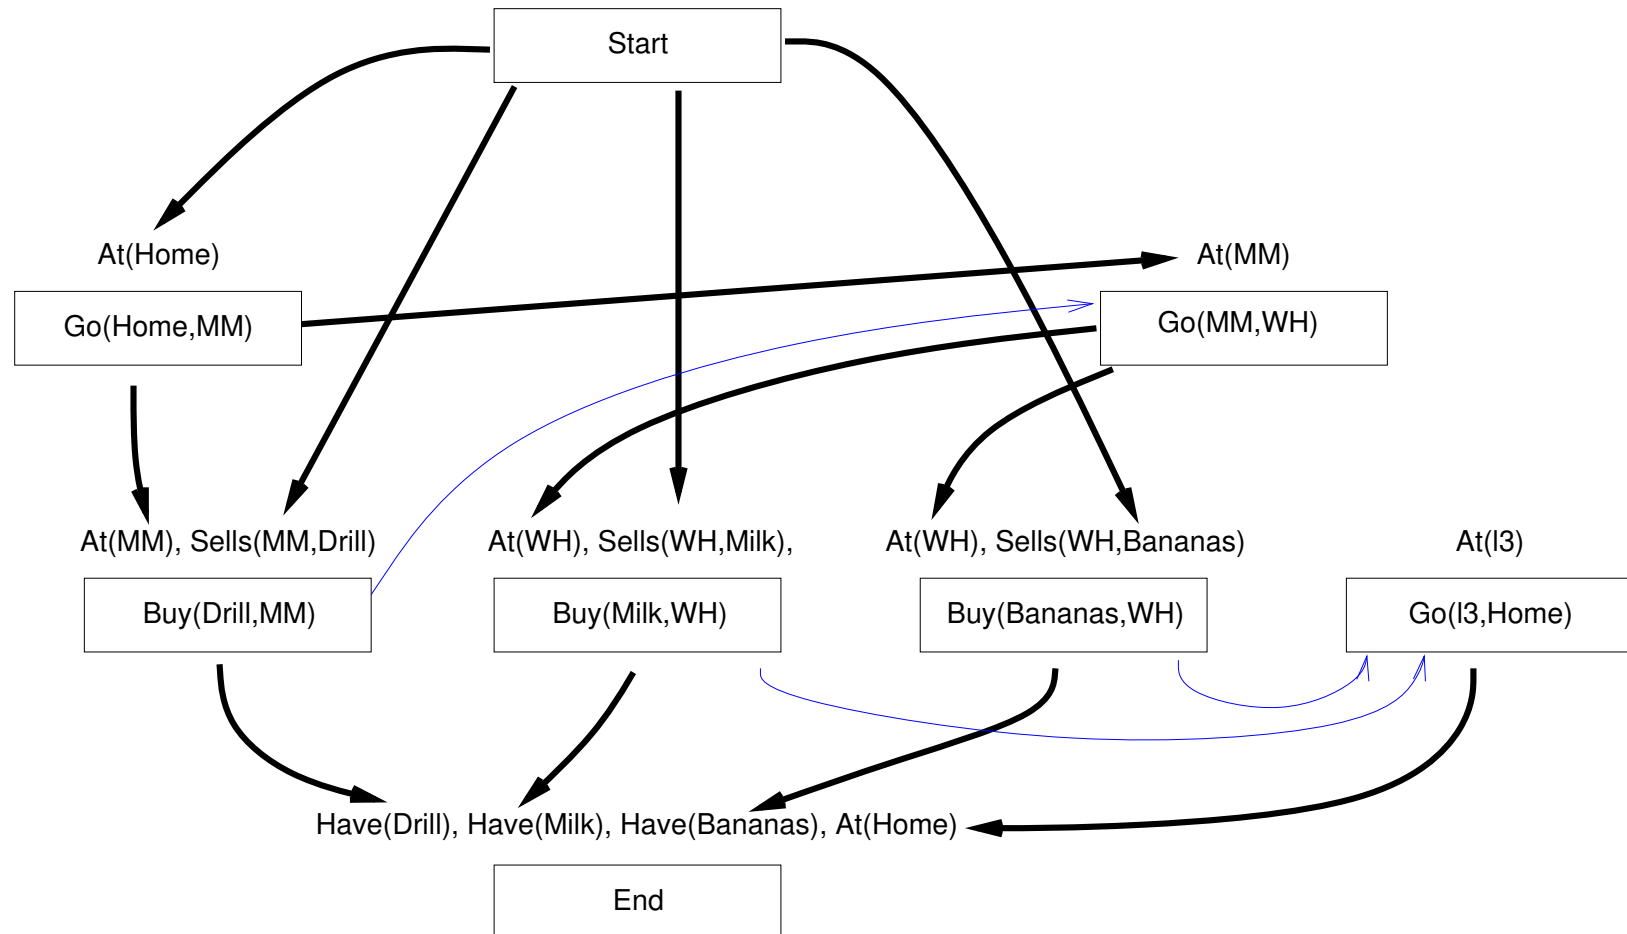 Start
At(Home)
At(MM)
Go(Home,MM)
Go(MM,WH)
At(MM), Sells(MM,Drill)
At(WH), Sells(WH,Milk),
At(WH), Sells(WH,Bananas)
At(l3)
Buy(Drill,MM)
Buy(Milk,WH)
Buy(Bananas,WH)
Go(l3,Home)
Have(Drill), Have(Milk), Have(Bananas), At(Home)
End